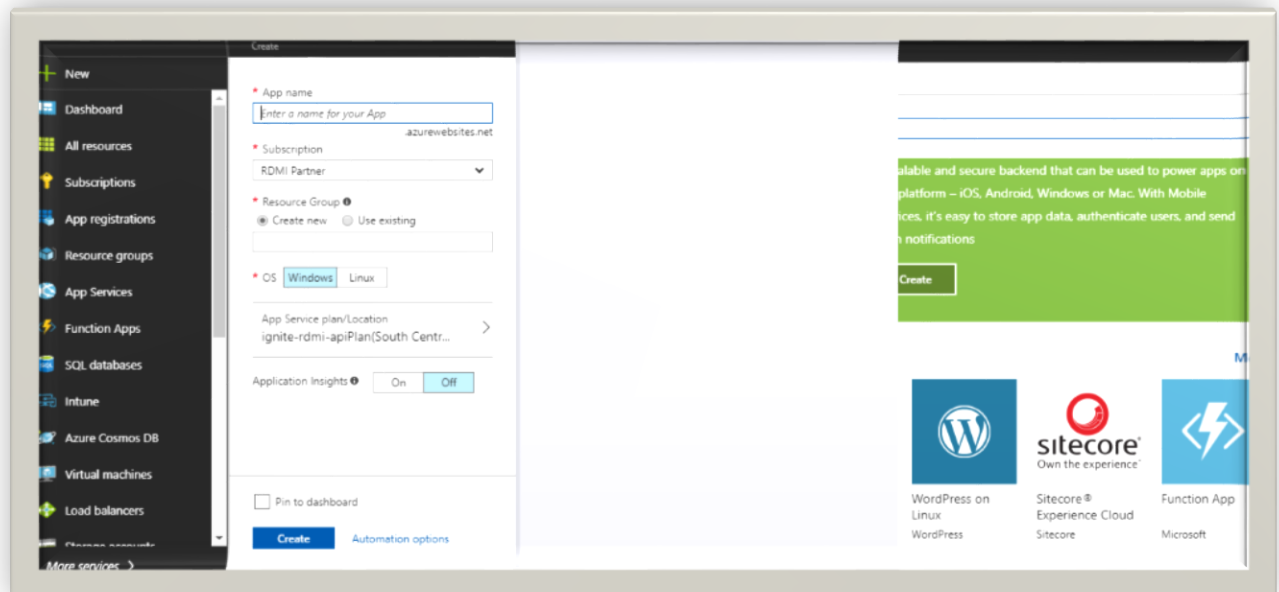 New
Dashboard
All resources
Subscriptions
App registrations
Resource groups
App Services
Function Apps
SQL databases
Intune
Azure Cosmos DB
Virtual machines
Load balancers
Storage accounts
More services >
Create
* App name
Enter a name for your App
.azurewebsites.net
* Subscription
RDMI Partner
* Resource Group
Create new Use existing
* OS Windows Linux
App Service plan/Location
ignite-rdmi-apiPlan(South Centr...
Application Insights On Off
Pin to dashboard
Create Automation options
alable and secure backend that can be used to power apps on
platform – iOS, Android, Windows or Mac. With Mobile
ices, it's easy to store app data, authenticate users, and send
notifications
Create
WordPress on
Linux
WordPress
sitecore
Own the experience
Sitecore®
Experience Cloud
Sitecore
Function App
Microsoft